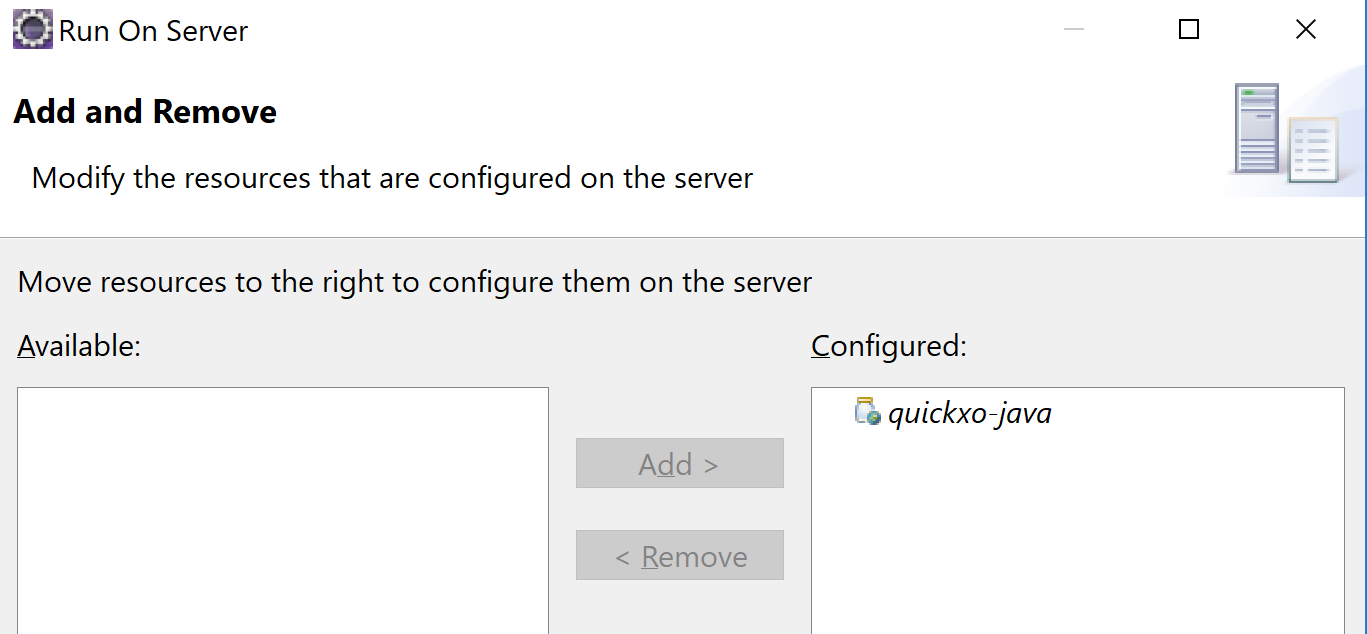 Run On Server
Add and Remove
Modify the resources that are configured on the server
Move resources to the right to configure them on the server
Available:
Configured:
quickxo-java
Add >
< Remove